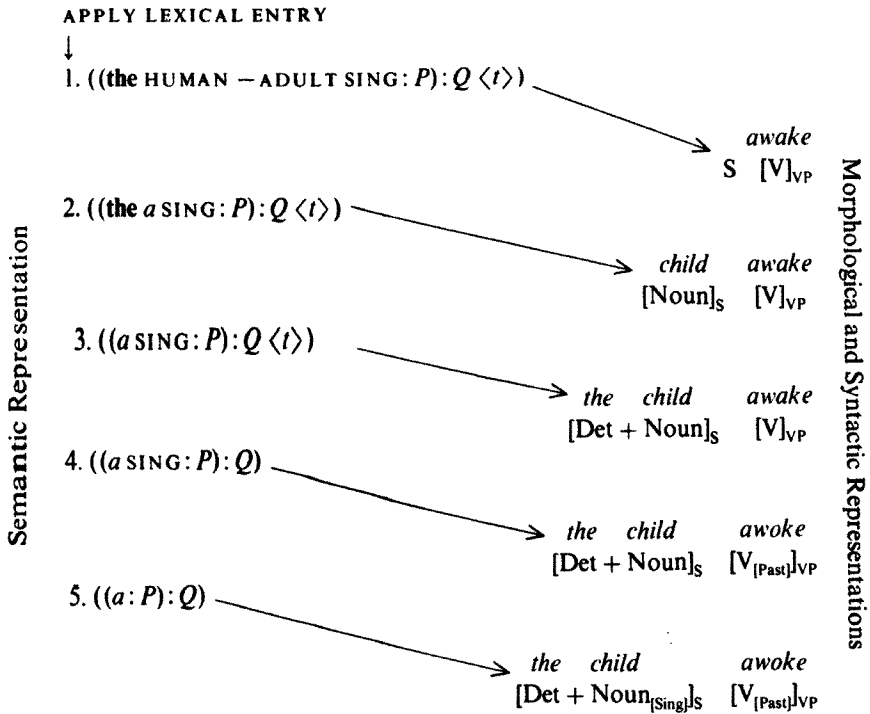 APPLY LEXICAL ENTRY
↓
1. ((the HUMAN – ADULT SING: P): Q ⟨t⟩)
awake
S [V]VP
2. ((the a SING: P): Q ⟨t⟩)
child awake
[Noun]S [V]VP
3. ((a SING: P): Q ⟨t⟩)
the child awake
[Det + Noun]S [V]VP
4. ((a SING: P): Q)
the child awoke
[Det + Noun]S [V[Past]]VP
5. ((a: P): Q)
the child awoke
[Det + Noun[Sing]]S [V[Past]]VP
Semantic Representation
Morphological and Syntactic Representations